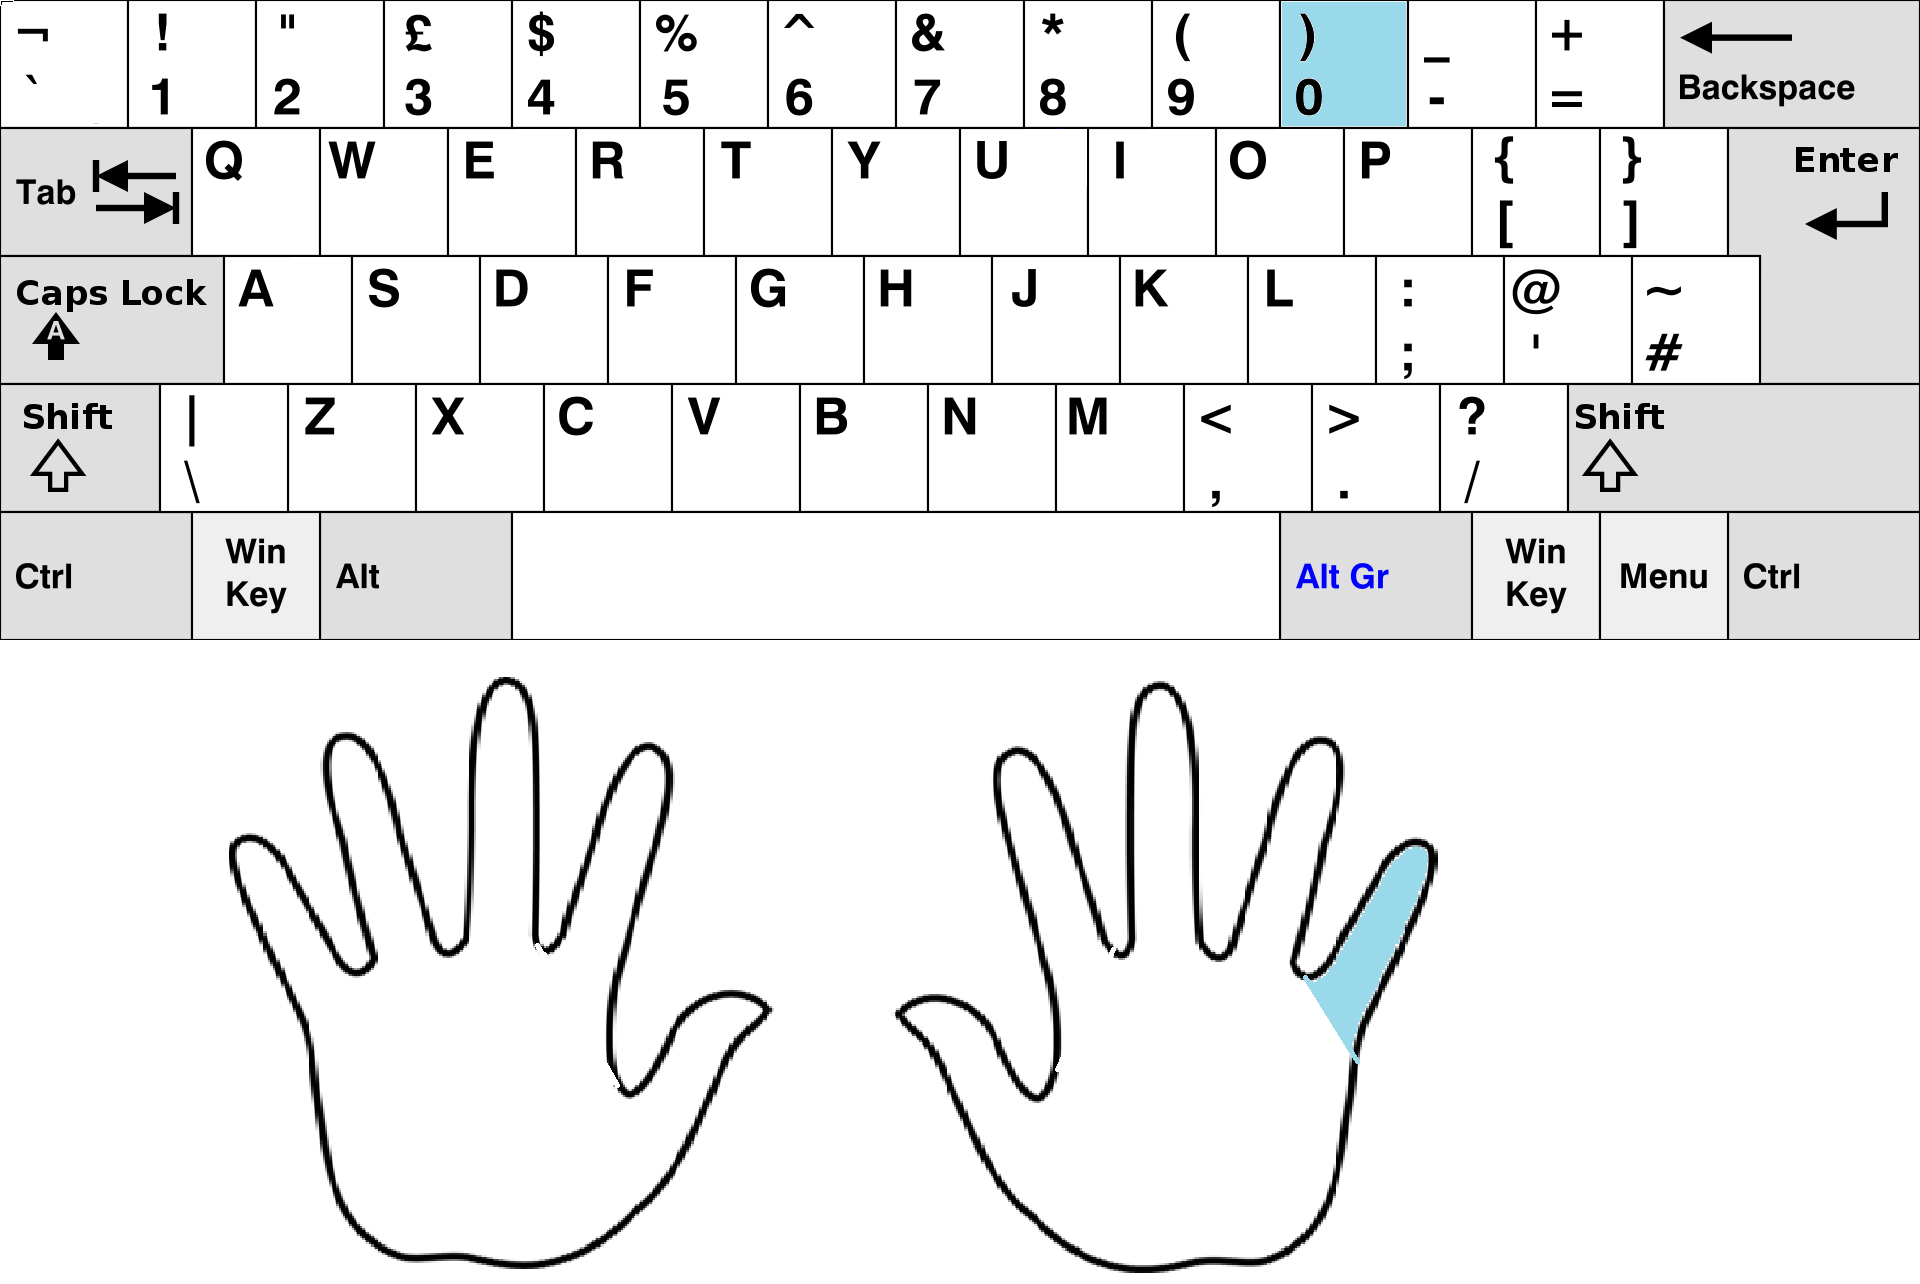 ¬ ! " £ $ % ^ & * ( ) _ +
` 1 2 3 4 5 6 7 8 9 0 - = Backspace
Tab Q W E R T Y U I O P { } Enter
[ ]
Caps Lock A S D F G H J K L : @ ~
A ; ' #
Shift | Z X C V B N M < > ? Shift
\ , . /
Ctrl Win Key Alt Alt Gr Win Key Menu Ctrl